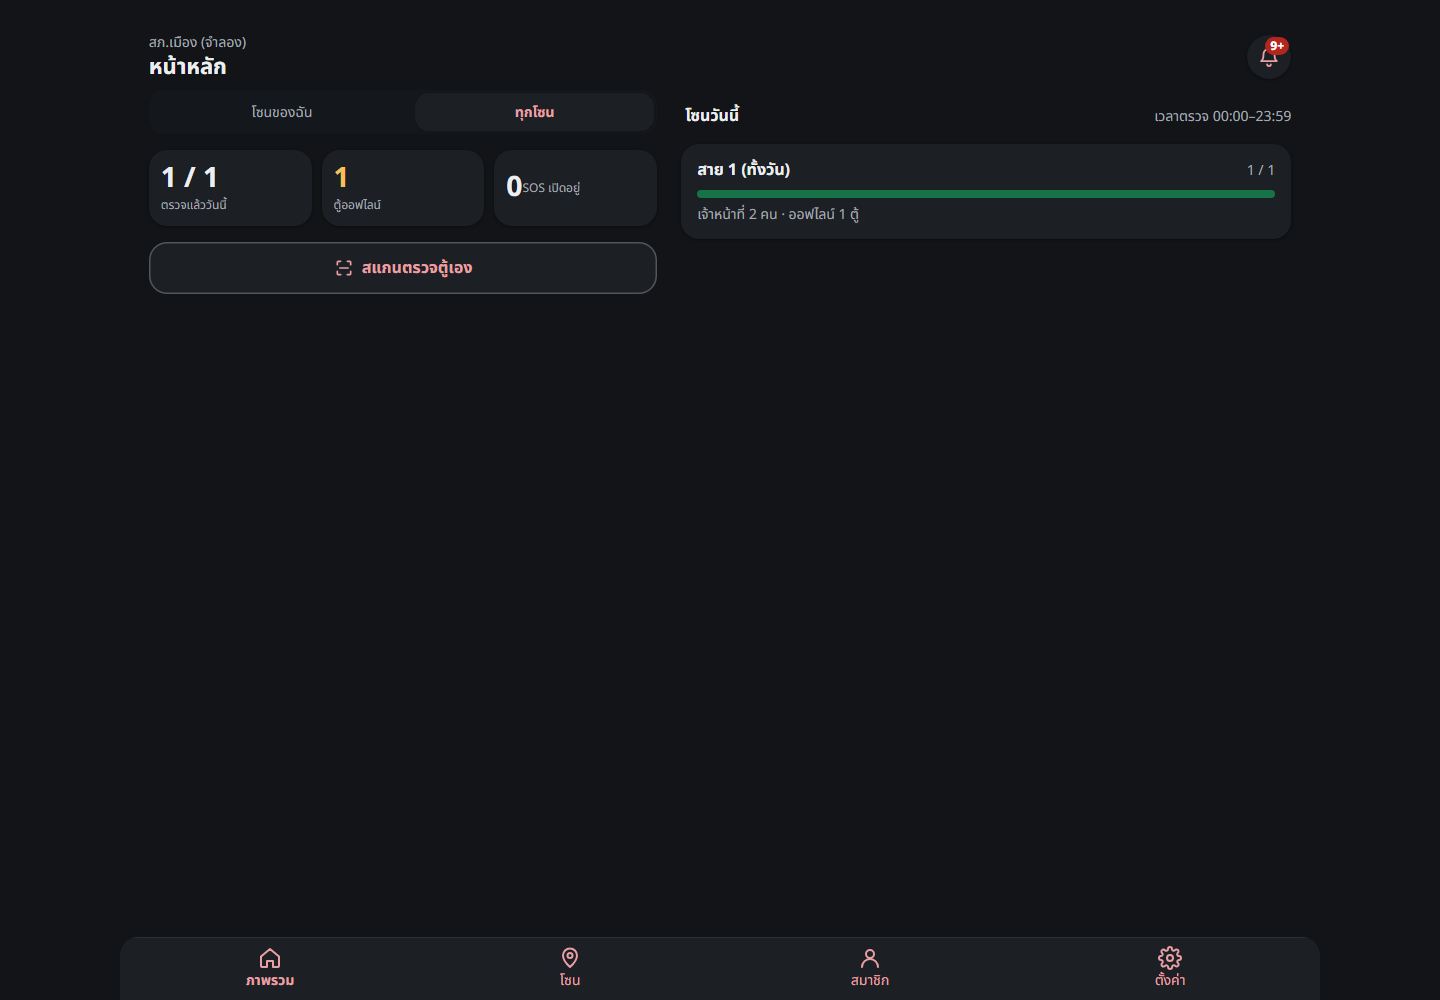 สภ.เมือง (จำลอง)
หน้าหลัก
9+
โซนของฉัน
ทุกโซน
1 / 1
ตรวจแล้ววันนี้
1
ตู้ออฟไลน์
0 SOS เปิดอยู่
สแกนตรวจตู้เอง
โซนวันนี้
เวลาตรวจ 00:00–23:59
สาย 1 (ทั้งวัน)
1 / 1
เจ้าหน้าที่ 2 คน · ออฟไลน์ 1 ตู้
ภาพรวม
โซน
สมาชิก
ตั้งค่า